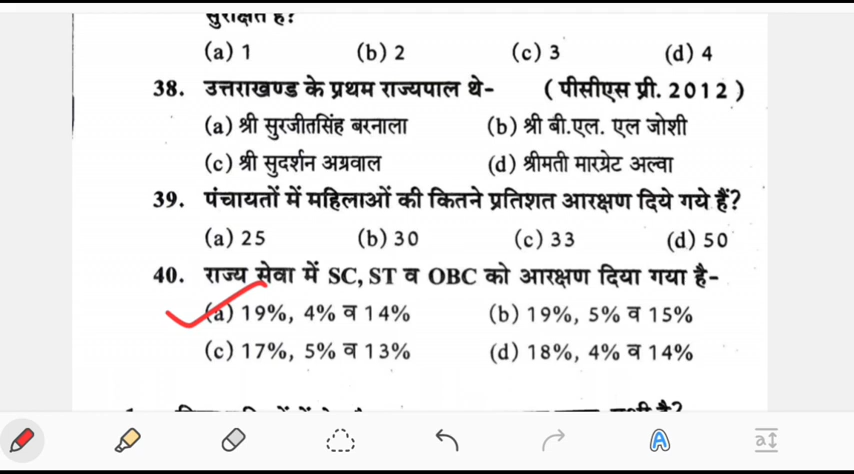 सुरक्षित है?
(a) 1 (b) 2 (c) 3 (d) 4
38. उत्तराखण्ड के प्रथम राज्यपाल थे- (पीसीएस प्री. 2012)
(a) श्री सुरजीतसिंह बरनाला (b) श्री बी.एल. एल जोशी
(c) श्री सुदर्शन अग्रवाल (d) श्रीमती मारग्रेट अल्वा
39. पंचायतों में महिलाओं की कितने प्रतिशत आरक्षण दिये गये हैं?
(a) 25 (b) 30 (c) 33 (d) 50
40. राज्य सेवा में SC, ST व OBC को आरक्षण दिया गया है-
(a) 19%, 4% व 14% (b) 19%, 5% व 15%
(c) 17%, 5% व 13% (d) 18%, 4% व 14%